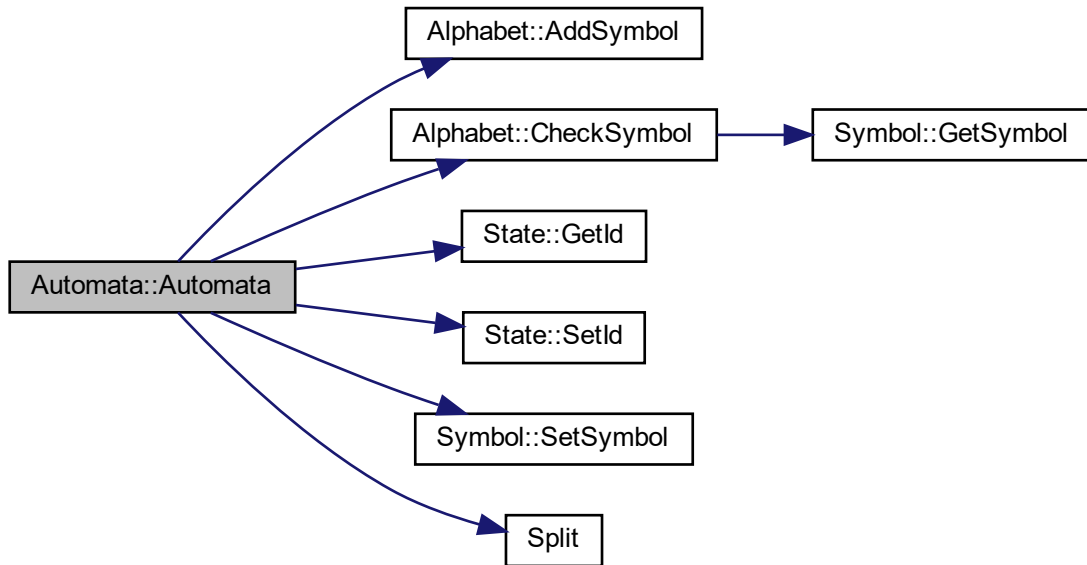 Alphabet::AddSymbol
Alphabet::CheckSymbol
Symbol::GetSymbol
State::GetId
Automata::Automata
State::SetId
Symbol::SetSymbol
Split